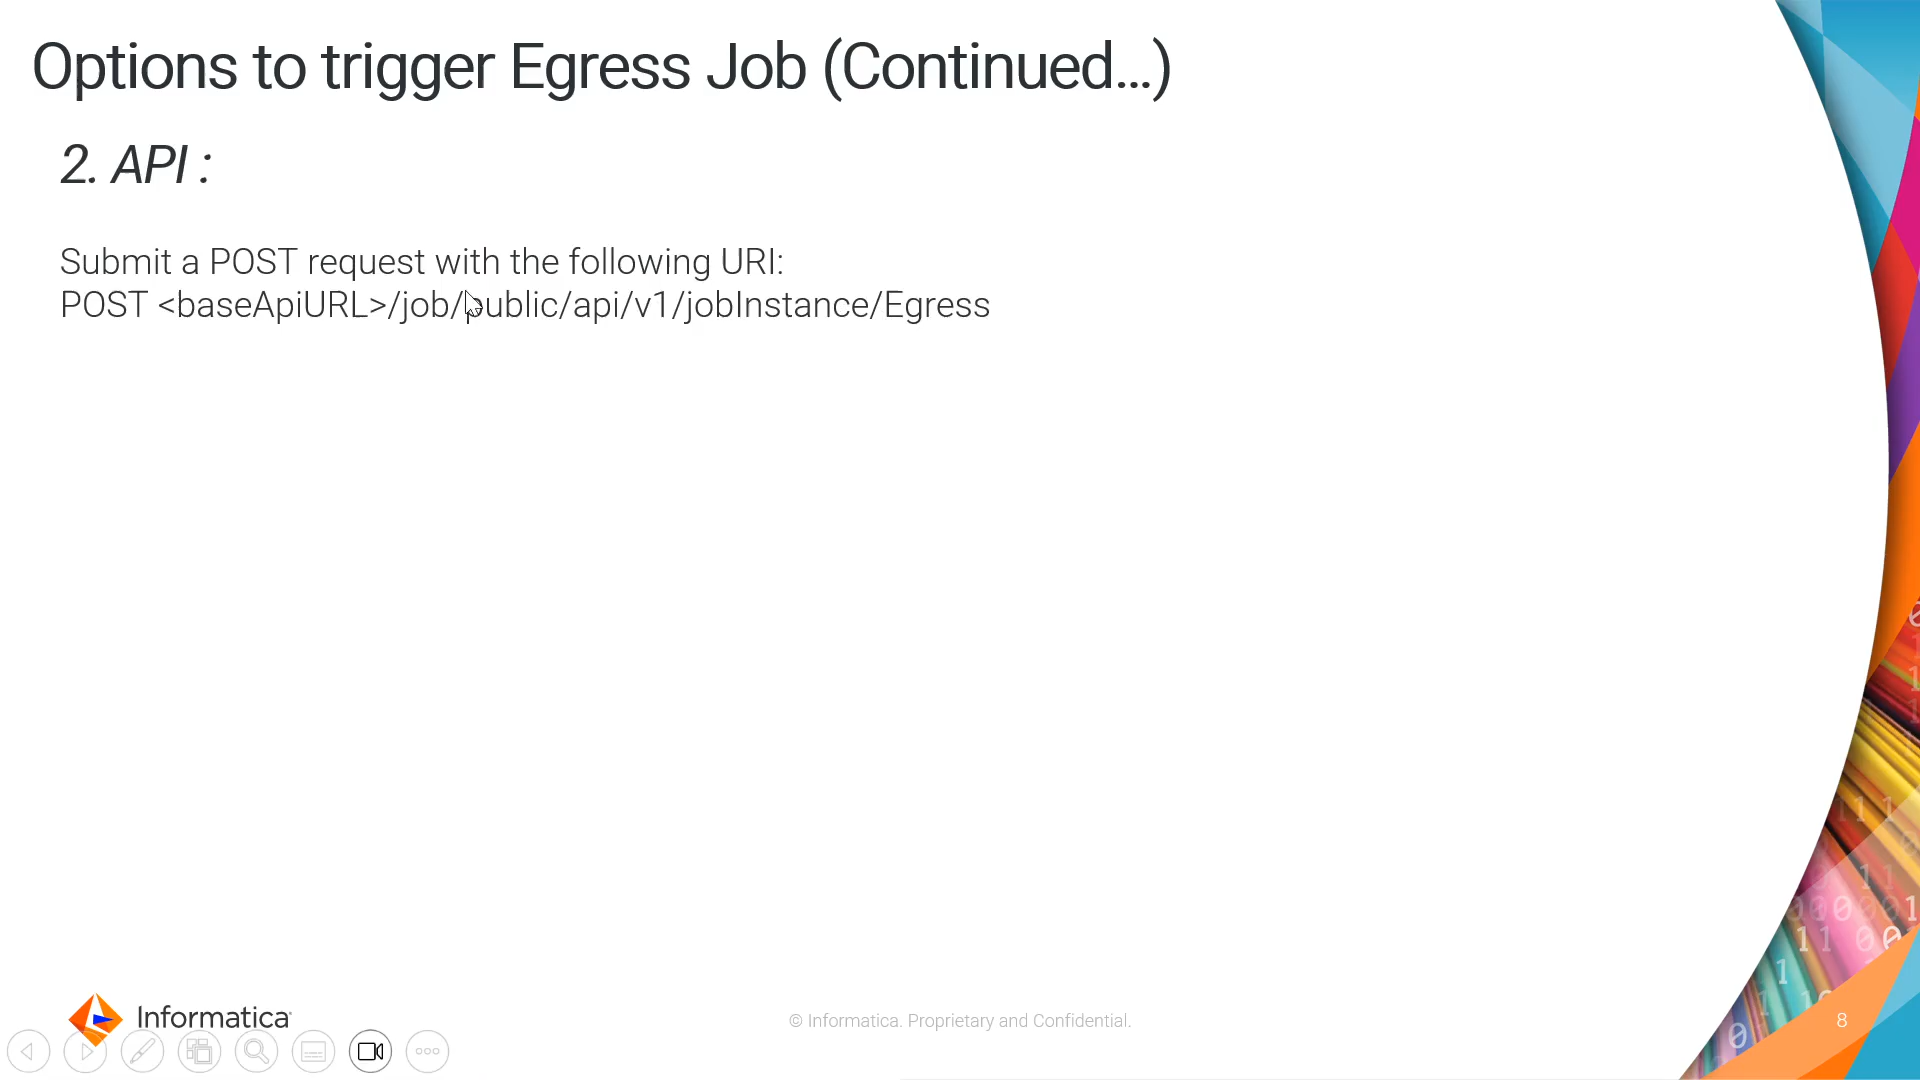 Options to trigger Egress Job (Continued...)
2. API :
Submit a POST request with the following URI:
POST <baseApiURL>/job/public/api/v1/jobInstance/Egress
Informatica
© Informatica. Proprietary and Confidential.
8